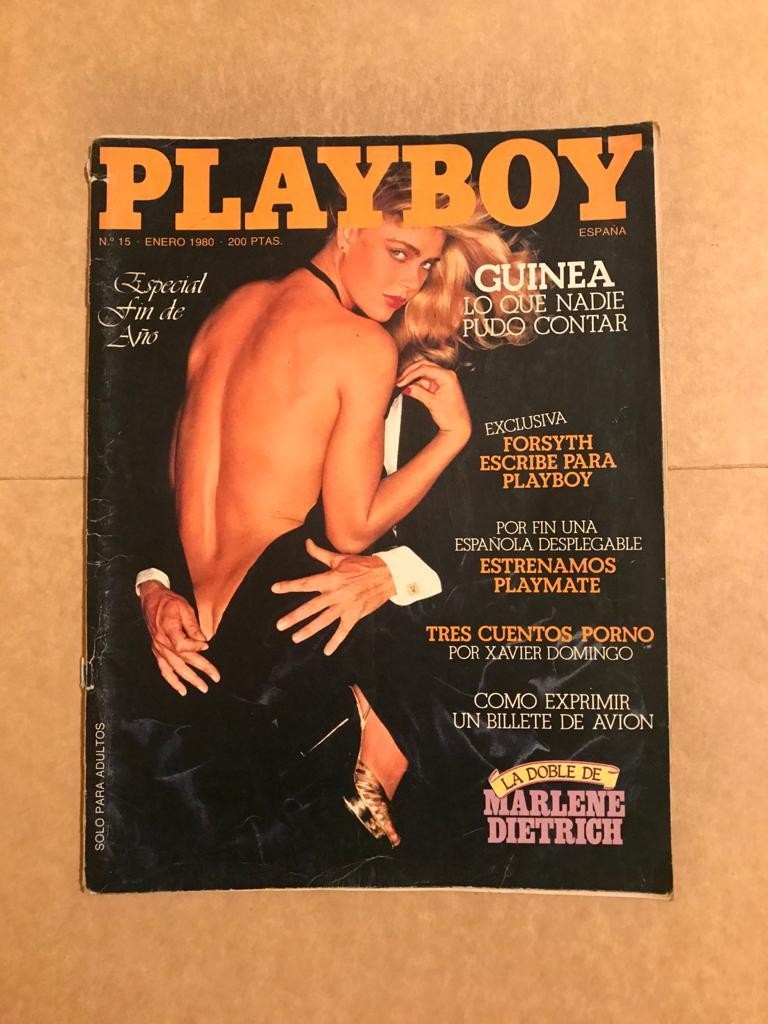 PLAYBOY
N.º 15 · ENERO 1980 · 200 PTAS.
ESPAÑA
Especial
Fin de
Año
GUINEA
LO QUE NADIE
PUDO CONTAR
EXCLUSIVA
FORSYTH
ESCRIBE PARA
PLAYBOY
POR FIN UNA
ESPAÑOLA DESPLEGABLE
ESTRENAMOS
PLAYMATE
TRES CUENTOS PORNO
POR XAVIER DOMINGO
COMO EXPRIMIR
UN BILLETE DE AVION
LA DOBLE DE
MARLENE
DIETRICH
SOLO PARA ADULTOS